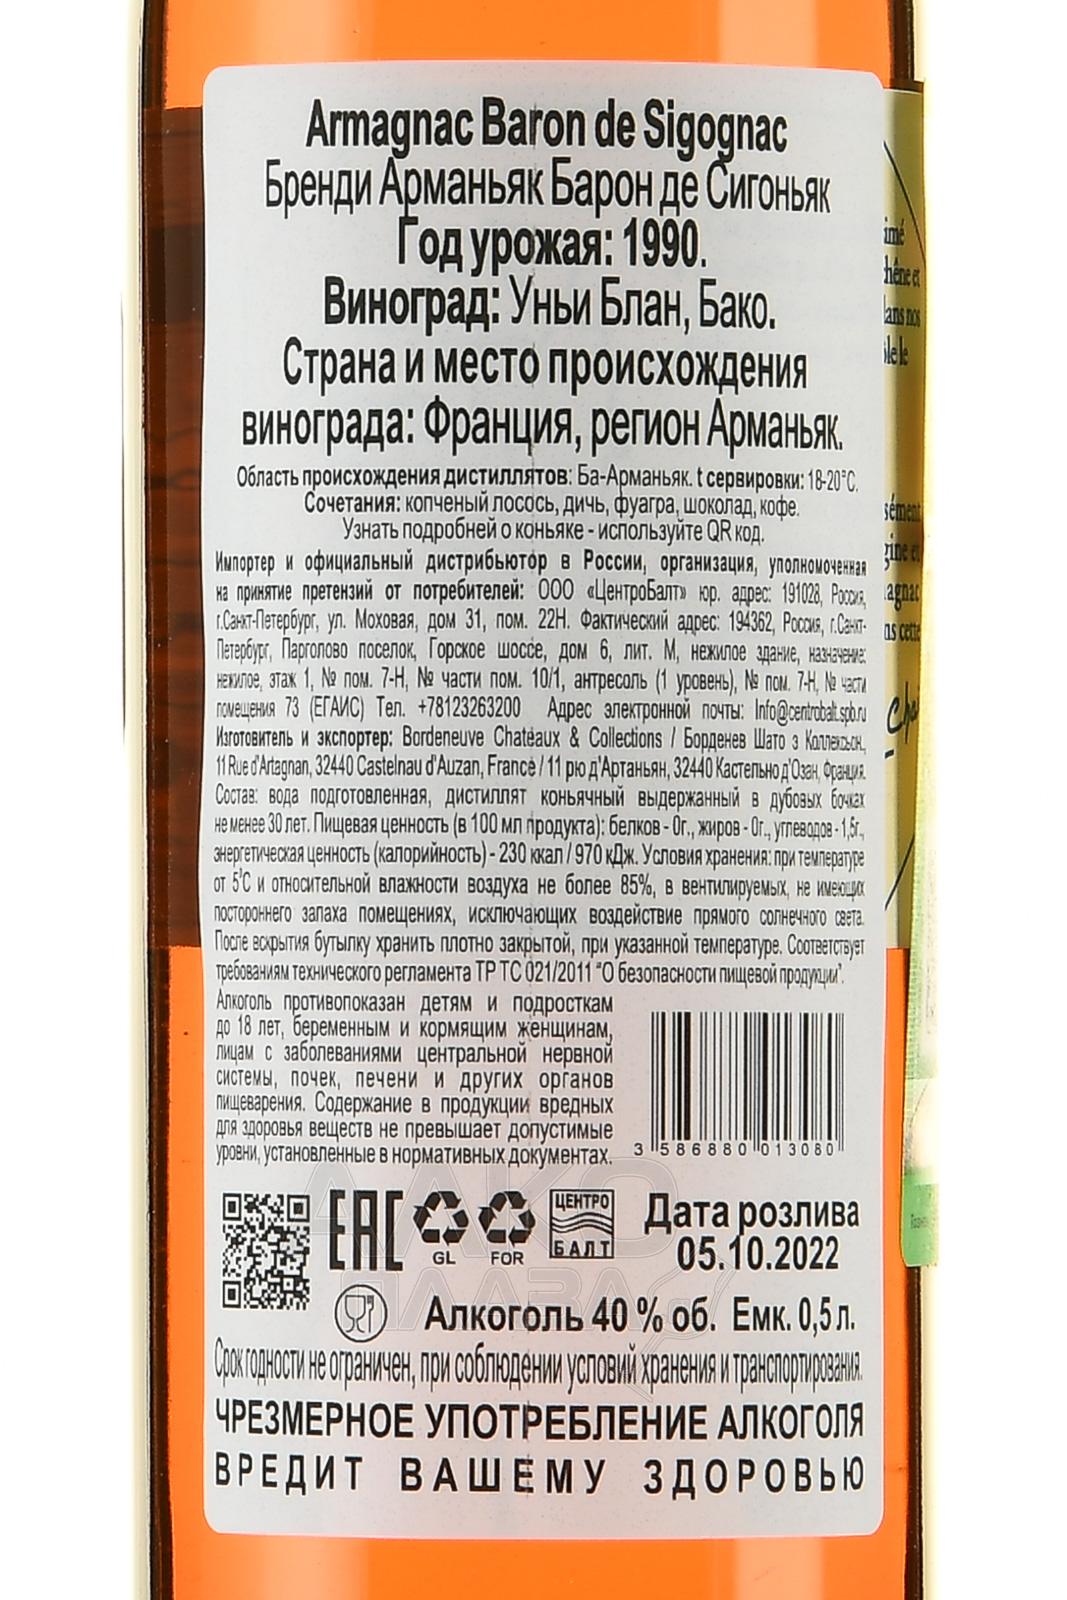 Armagnac Baron de Sigognac
Бренди Арманьяк Барон де Сигоньяк
Год урожая: 1990.
Виноград: Уньи Блан, Бако.
Страна и место происхождения
винограда: Франция, регион Арманьяк.
Область происхождения дистиллятов: Ба-Арманьяк. t сервировки: 18-20°C.
Сочетания: копченый лосось, дичь, фуагра, шоколад, кофе.
Узнать подробней о коньяке - используйте QR код.
Импортер и официальный дистрибьютор в России, организация, уполномоченная
на принятие претензий от потребителей: ООО «ЦентроБалт» юр. адрес: 191028, Россия,
г.Санкт-Петербург, ул. Моховая, дом 31, пом. 22Н. Фактический адрес: 194362, Россия, г.Санкт-
Петербург, Парголово поселок, Горское шоссе, дом 6, лит. М, нежилое здание, назначение:
нежилое, этаж 1, № пом. 7-Н, № части пом. 10/1, антресоль (1 уровень), № пом. 7-Н, № части
помещения 73 (ЕГАИС) Тел. +78123263200 Адрес электронной почты: Info@centrobalt.spb.ru
Изготовитель и экспортер: Bordeneuve Chateaux & Collections / Борденев Шато э Коллексьон,
11 Rue d'Artagnan, 32440 Castelnau d'Auzan, France / 11 рю д'Артаньян, 32440 Кастельно д'Озан, Франция.
Состав: вода подготовленная, дистиллят коньячный выдержанный в дубовых бочках
не менее 30 лет. Пищевая ценность (в 100 мл продукта): белков - 0г., жиров - 0г., углеводов - 1,5г.,
энергетическая ценность (калорийность) - 230 ккал / 970 кДж. Условия хранения: при температуре
от 5°C и относительной влажности воздуха не более 85%, в вентилируемых, не имеющих
постороннего запаха помещениях, исключающих воздействие прямого солнечного света.
После вскрытия бутылку хранить плотно закрытой, при указанной температуре. Соответствует
требованиям технического регламента ТР ТС 021/2011 "О безопасности пищевой продукции".
Алкоголь противопоказан детям и подросткам
до 18 лет, беременным и кормящим женщинам,
лицам с заболеваниями центральной нервной
системы, почек, печени и других органов
пищеварения. Содержание в продукции вредных
для здоровья веществ не превышает допустимые
уровни, установленные в нормативных документах.
3 586880 013080
EAC
GL
FOR
ЦЕНТРО
БАЛТ
Дата розлива
05.10.2022
Алкоголь 40 % об. Емк. 0,5 л.
Срок годности не ограничен, при соблюдении условий хранения и транспортирования.
ЧРЕЗМЕРНОЕ УПОТРЕБЛЕНИЕ АЛКОГОЛЯ
ВРЕДИТ ВАШЕМУ ЗДОРОВЬЮ
АЛКО
ПЛАЗА